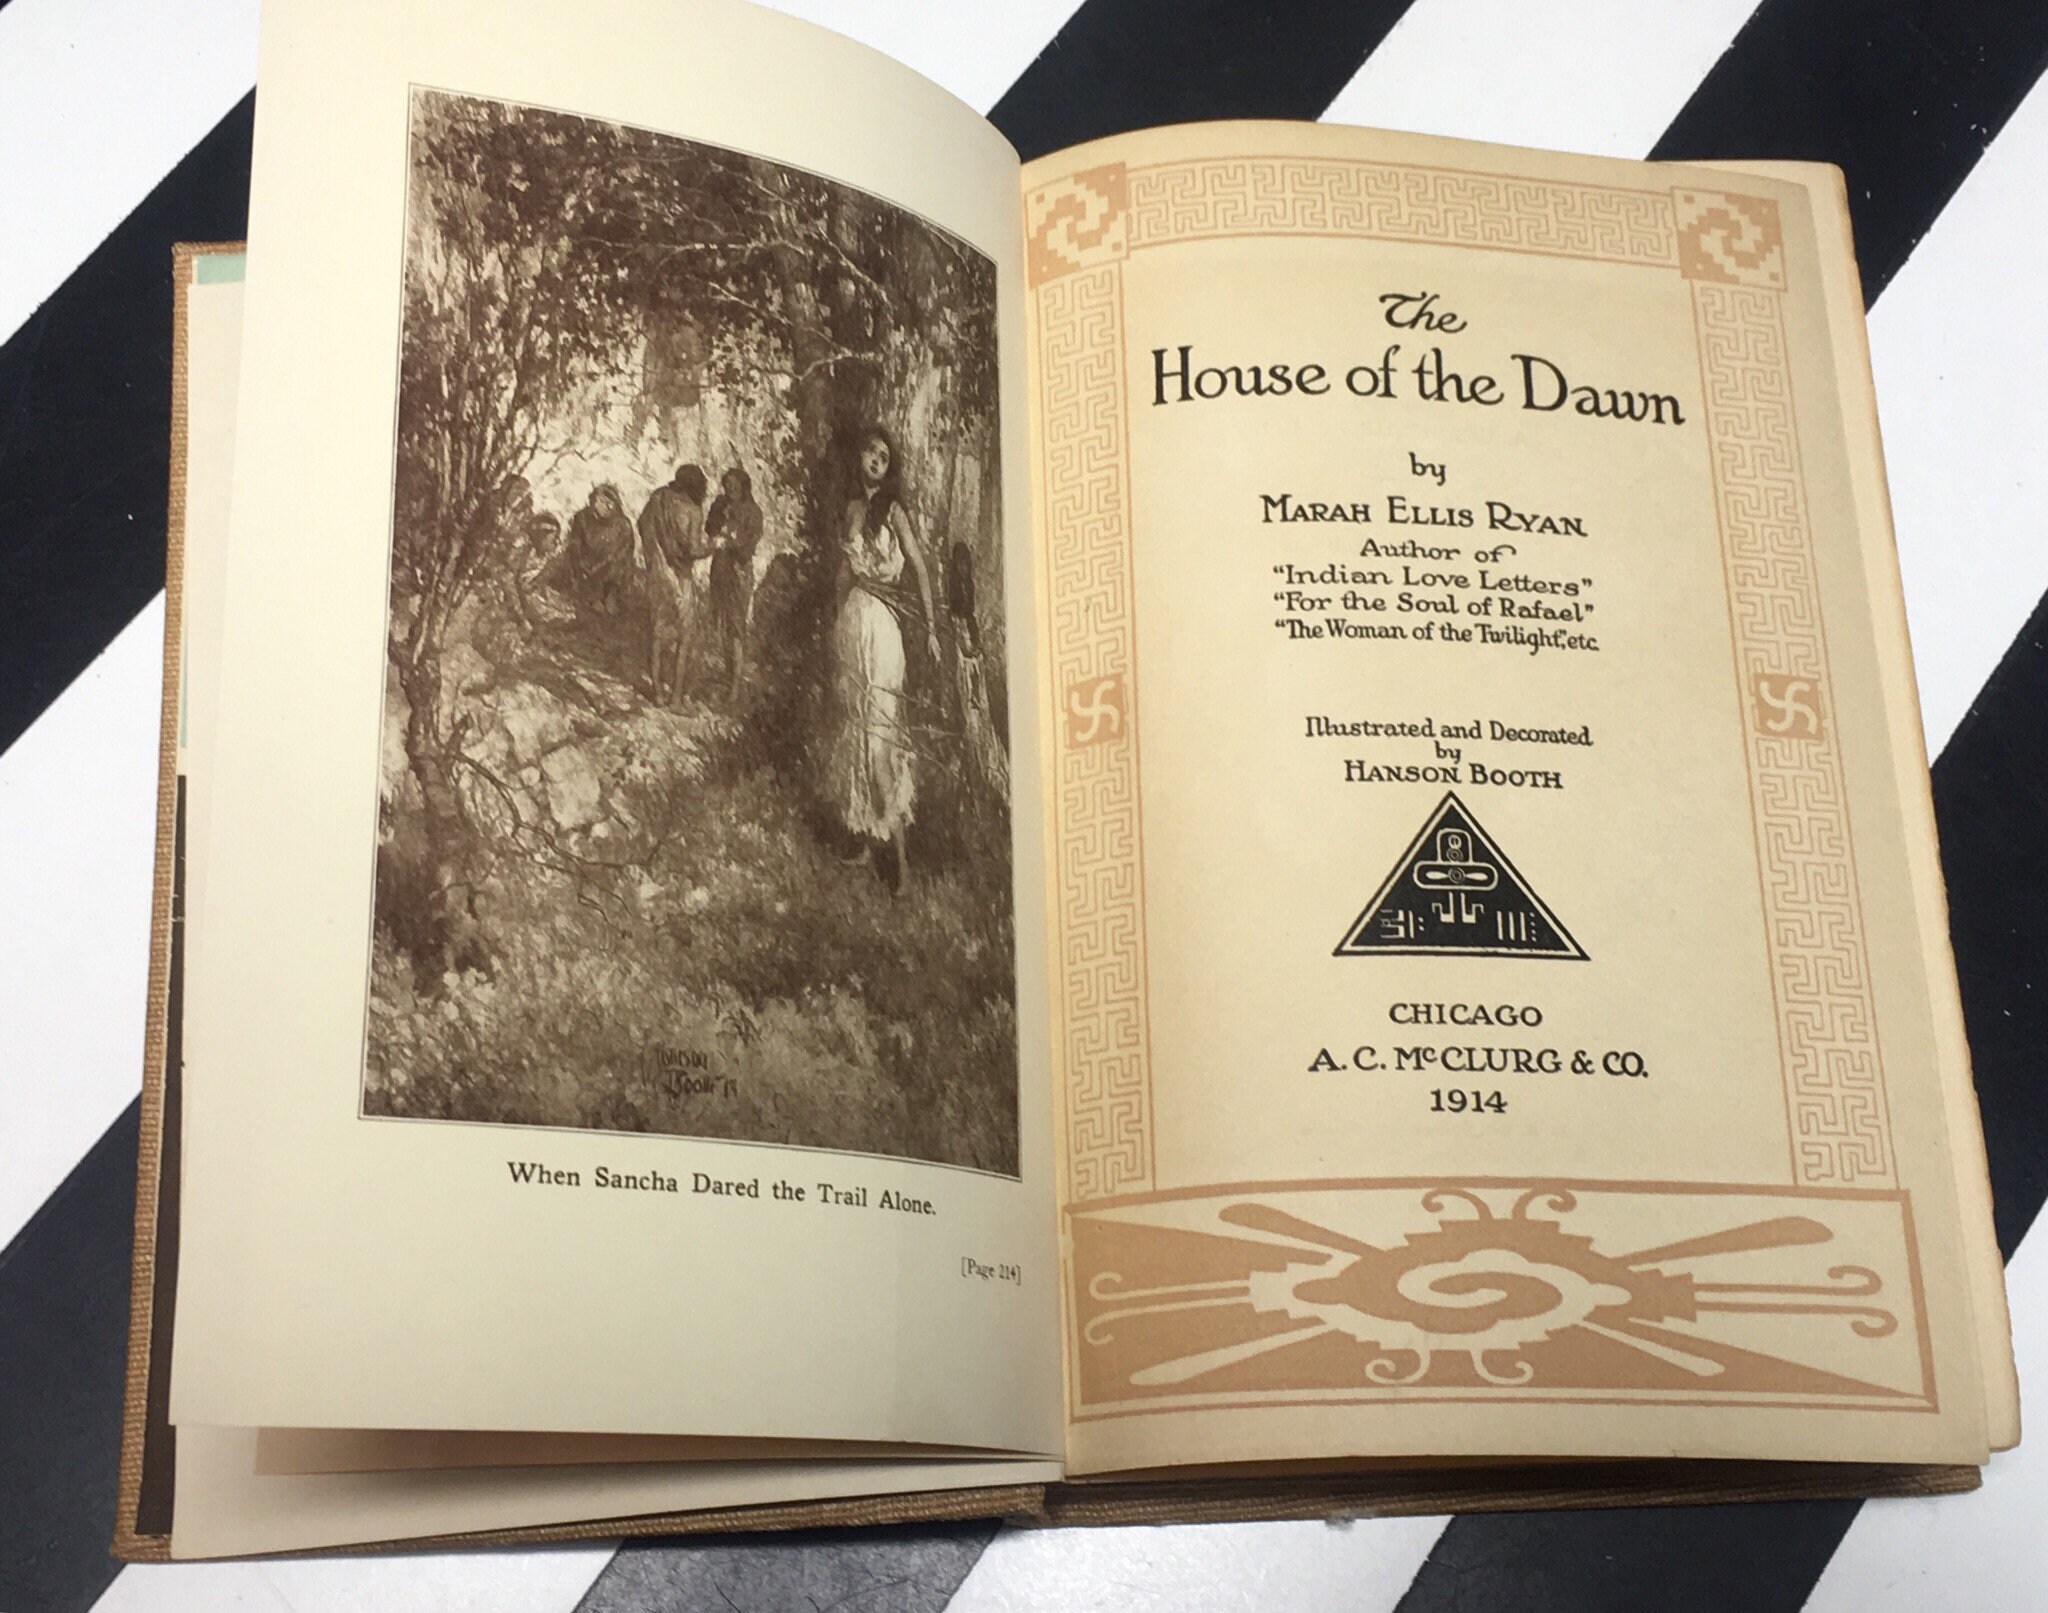 Hanson
Booth
When Sancha Dared the Trail Alone.
[Page 214]
The
House of the Dawn
by
MARAH ELLIS RYAN
Author of
"Indian Love Letters"
"For the Soul of Rafael"
"The Woman of the Twilight," etc.
Illustrated and Decorated
by
HANSON BOOTH
CHICAGO
A. C. McCLURG & CO.
1914